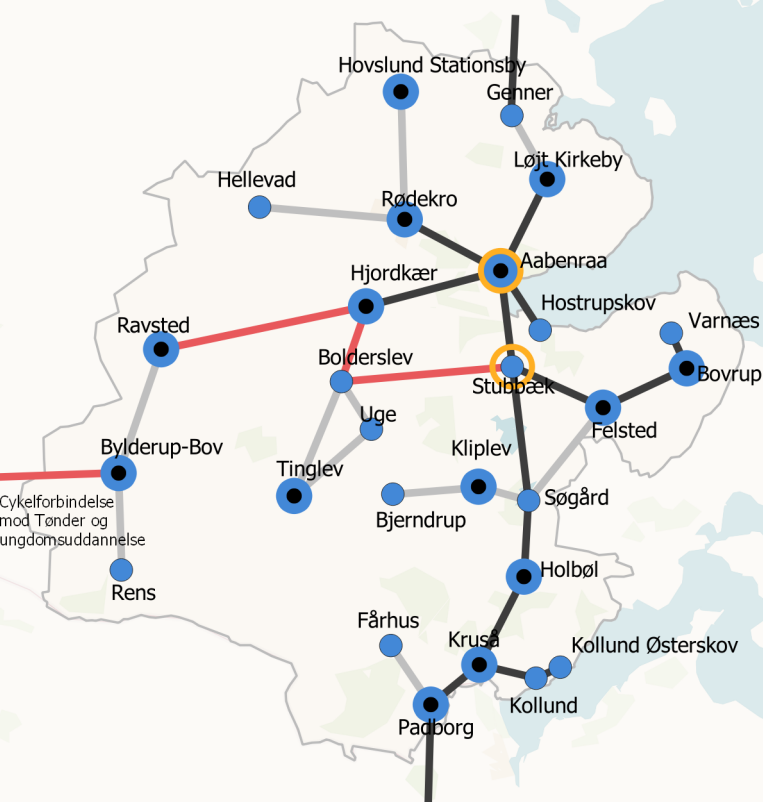 Hovslund Stationsby
Genner
Løjt Kirkeby
Hellevad
Rødekro
Aabenraa
Hjordkær
Hostrupskov
Varnæs
Ravsted
Bolderslev
Stubbæk
Bovrup
Uge
Felsted
Bylderup-Bov
Kliplev
Tinglev
Søgård
Cykelforbindelse
mod Tønder og
ungdomsuddannelse
Bjerndrup
Holbøl
Rens
Fårhus
Kruså
Kollund Østerskov
Kollund
Padborg